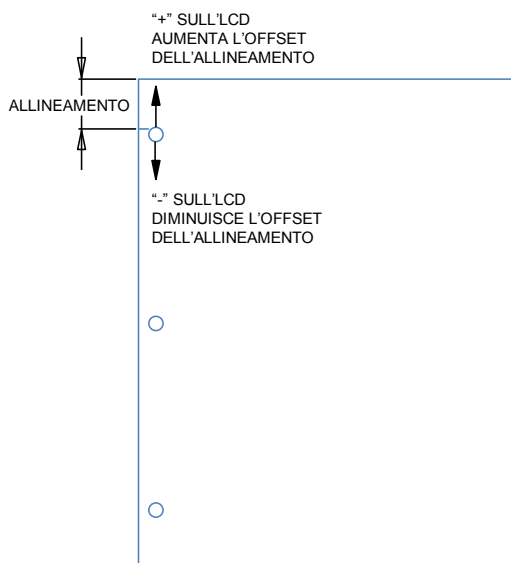 “+” SULL’LCD
AUMENTA L’OFFSET
DELL’ALLINEAMENTO
ALLINEAMENTO
“-” SULL’LCD
DIMINUISCE L’OFFSET
DELL’ALLINEAMENTO